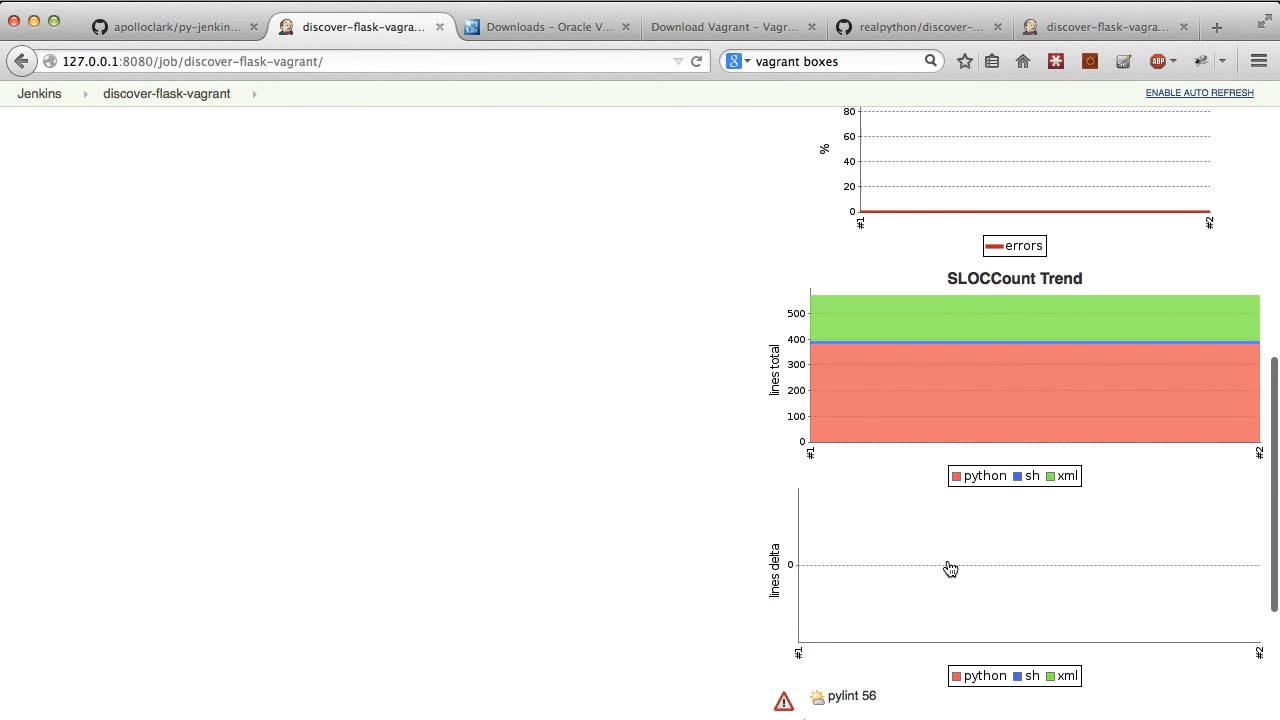 apolloclark/py-jenkin...
discover-flask-vagra...
Downloads – Oracle V...
Download Vagrant - Vagr...
realpython/discover-...
discover-flask-vagra...
127.0.0.1:8080/job/discover-flask-vagrant/
vagrant boxes
ABP
Jenkins
discover-flask-vagrant
ENABLE AUTO REFRESH
80
60
%
40
20
0
#1
#2
errors
SLOCCount Trend
500
400
lines total
300
200
100
0
#1
#2
python sh xml
lines delta
0
#1
#2
python sh xml
pylint 56